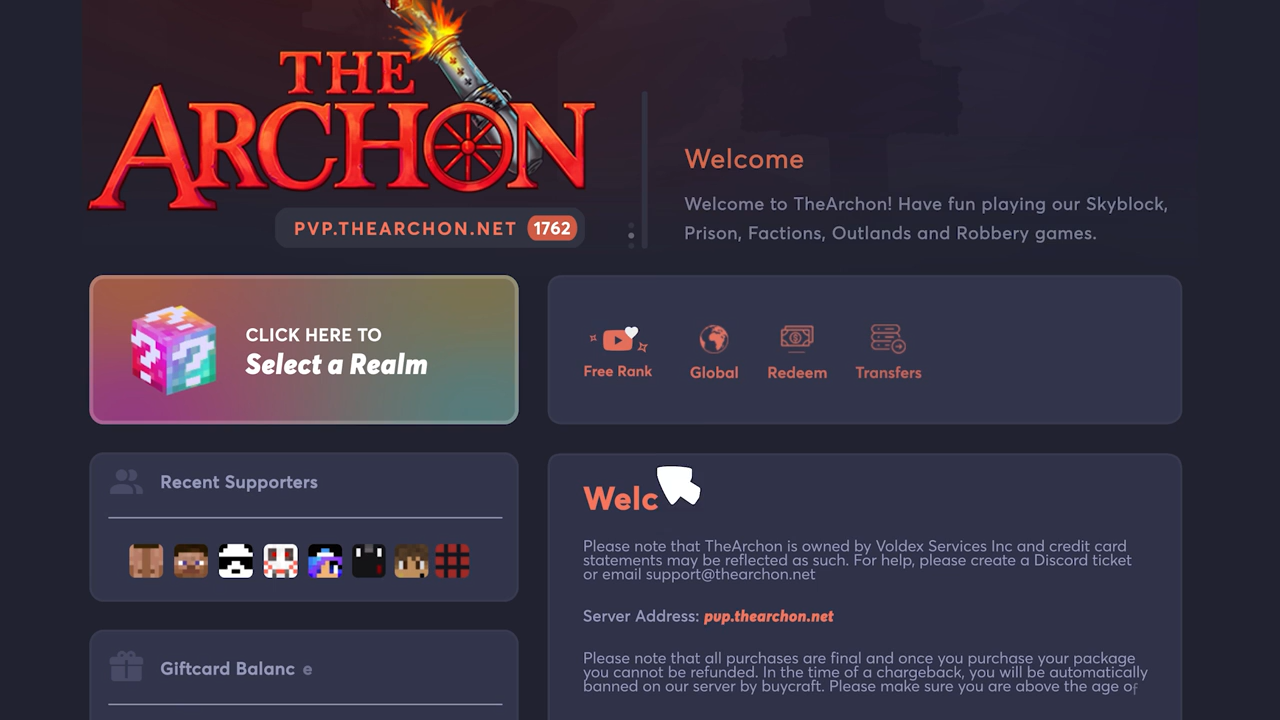 THE
ARCHON
PVP.THEARCHON.NET 1762
Welcome
Welcome to TheArchon! Have fun playing our Skyblock,
Prison, Factions, Outlands and Robbery games.
CLICK HERE TO
Select a Realm
Free Rank
Global
Redeem
Transfers
Recent Supporters
Giftcard Balance
Welc
Please note that TheArchon is owned by Voldex Services Inc and credit card
statements may be reflected as such. For help, please create a Discord ticket
or email support@thearchon.net
Server Address: pvp.thearchon.net
Please note that all purchases are final and once you purchase your package
you cannot be refunded. In the time of a chargeback, you will be automatically
banned on our server by buycraft. Please make sure you are above the age of